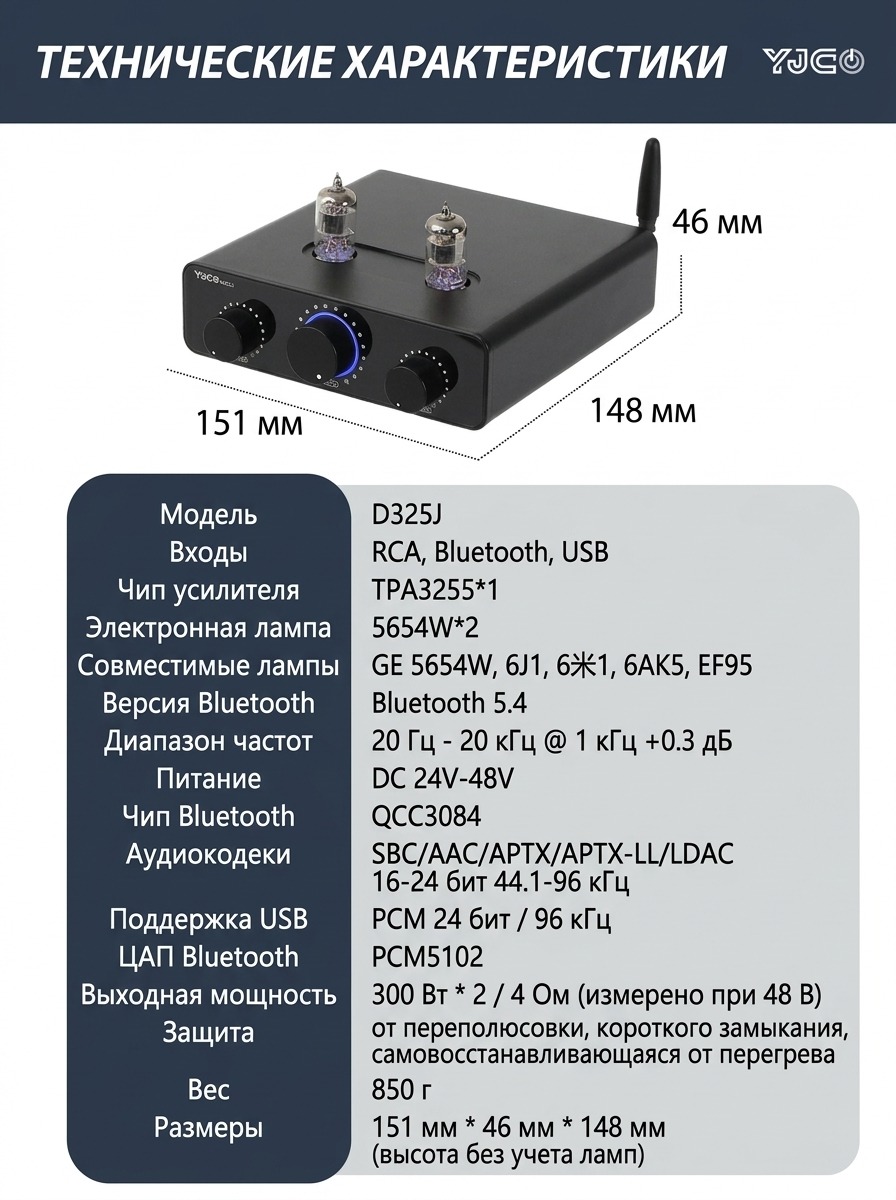 ТЕХНИЧЕСКИЕ ХАРАКТЕРИСТИКИ
YJCO
46 мм
YJCO
151 мм
148 мм
Модель D325J
Входы RCA, Bluetooth, USB
Чип усилителя TPA3255*1
Электронная лампа 5654W*2
Совместимые лампы GE 5654W, 6J1, 6米1, 6AK5, EF95
Версия Bluetooth Bluetooth 5.4
Диапазон частот 20 Гц - 20 кГц @ 1 кГц +0.3 дБ
Питание DC 24V-48V
Чип Bluetooth QCC3084
Аудиокодеки SBC/AAC/APTX/APTX-LL/LDAC
16-24 бит 44.1-96 кГц
Поддержка USB PCM 24 бит / 96 кГц
ЦАП Bluetooth PCM5102
Выходная мощность 300 Вт * 2 / 4 Ом (измерено при 48 В)
Защита от переполюсовки, короткого замыкания,
самовосстанавливающаяся от перегрева
Вес 850 г
Размеры 151 мм * 46 мм * 148 мм
(высота без учета ламп)